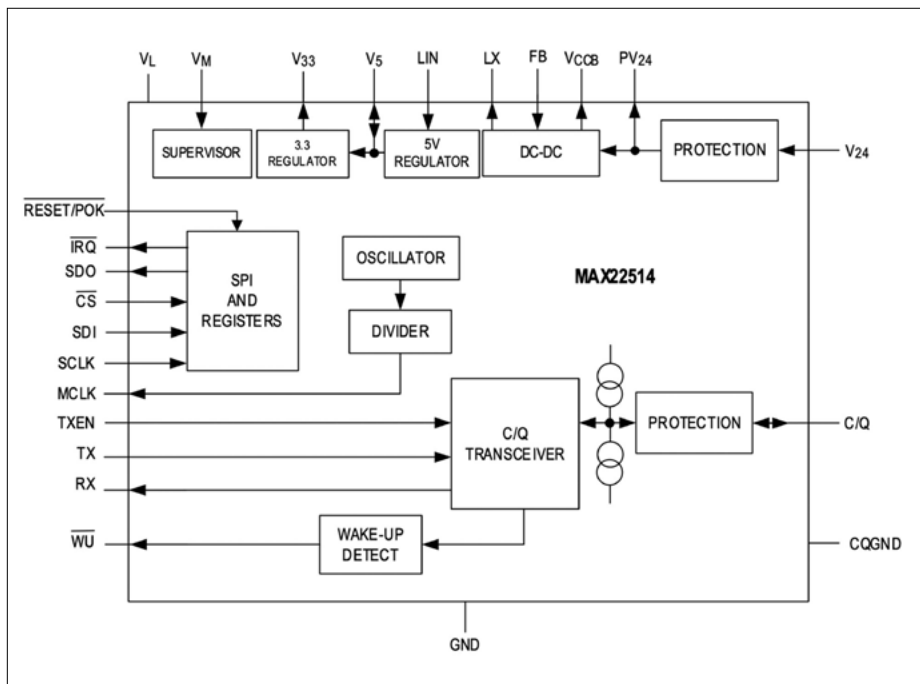 VL
VM
V33
V5
LIN
LX
FB
VCCB
PV24
SUPERVISOR
3.3
REGULATOR
5V
REGULATOR
DC-DC
PROTECTION
V24
RESET/POK
IRQ
SDO
CS
SDI
SCLK
MCLK
TXEN
TX
RX
WU
SPI
AND
REGISTERS
OSCILLATOR
DIVIDER
MAX22514
C/Q
TRANSCEIVER
PROTECTION
C/Q
WAKE-UP
DETECT
CQGND
GND